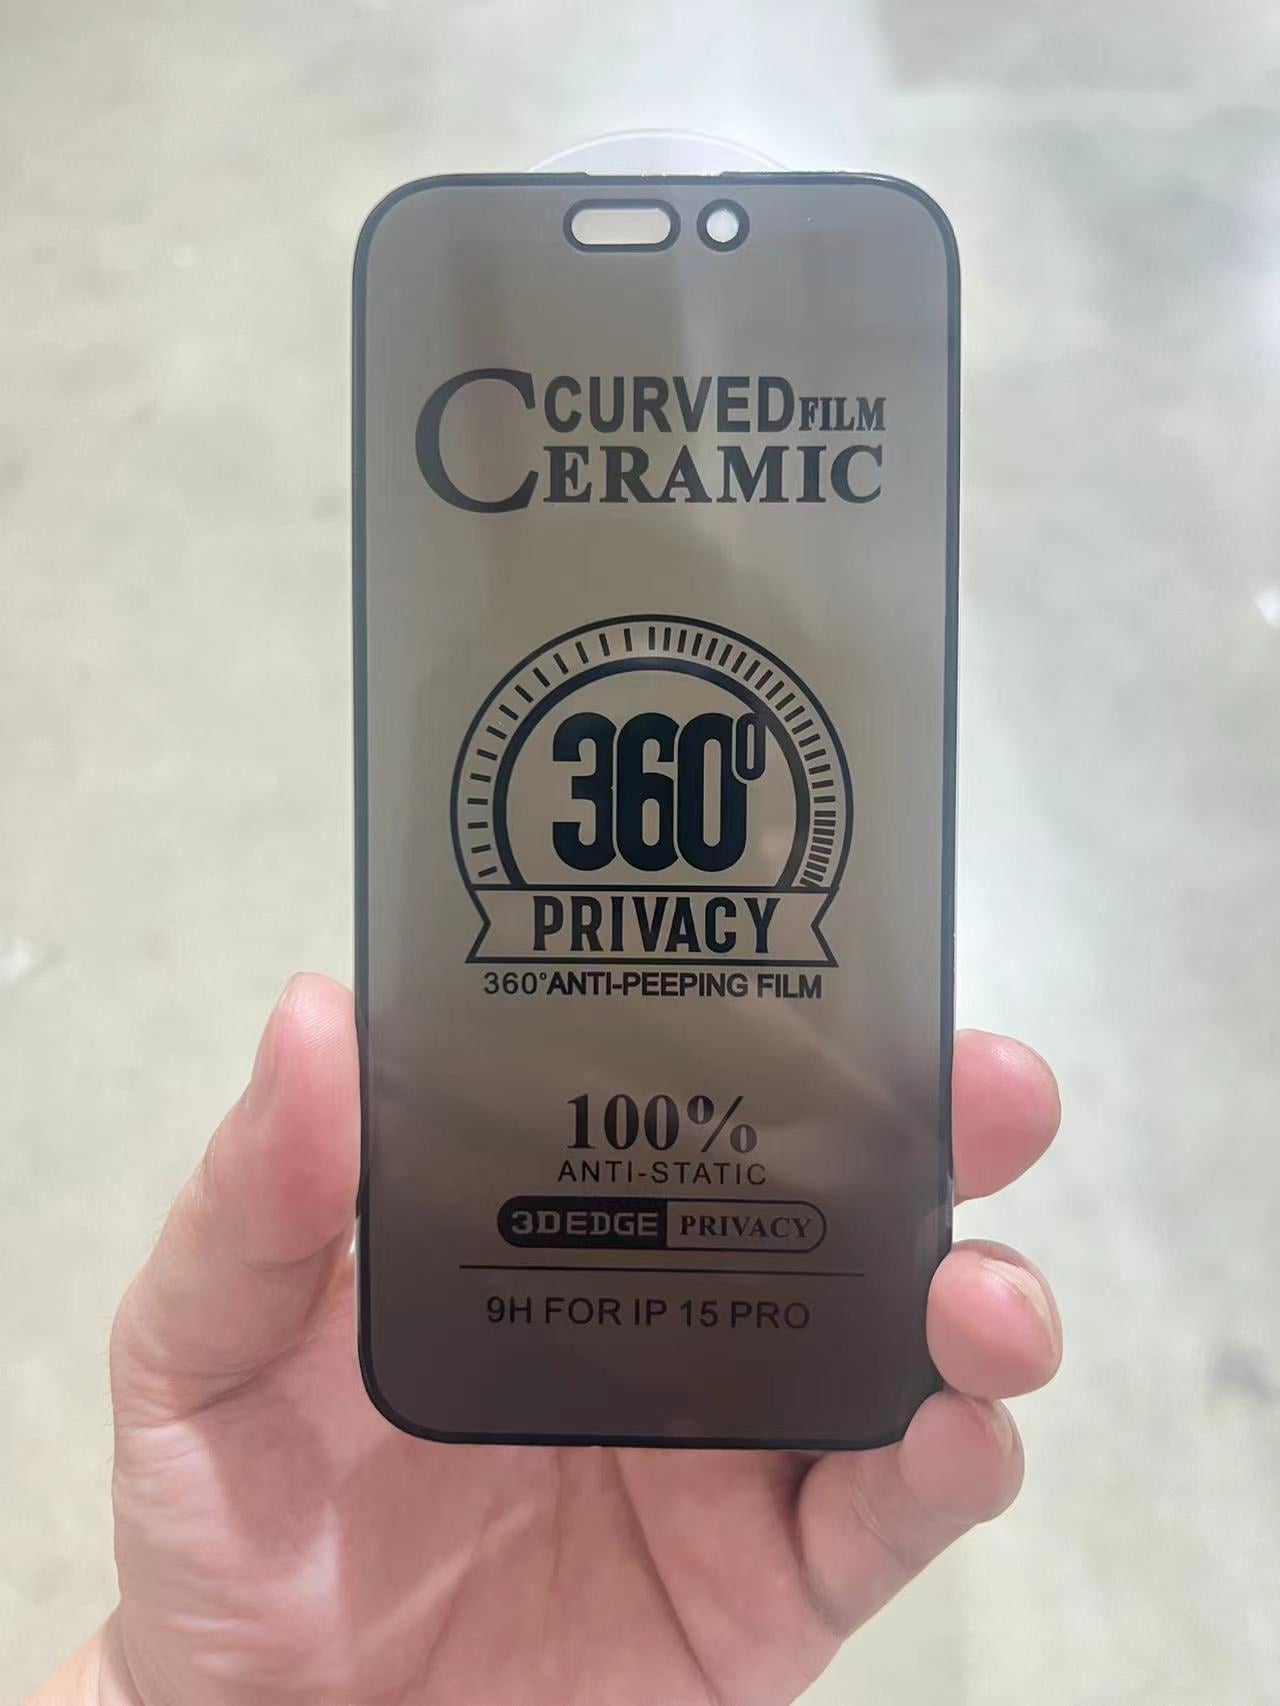 CURVED FILM
CERAMIC
360°
PRIVACY
360°ANTI-PEEPING FILM
100%
ANTI-STATIC
3D EDGE PRIVACY
9H FOR IP 15 PRO